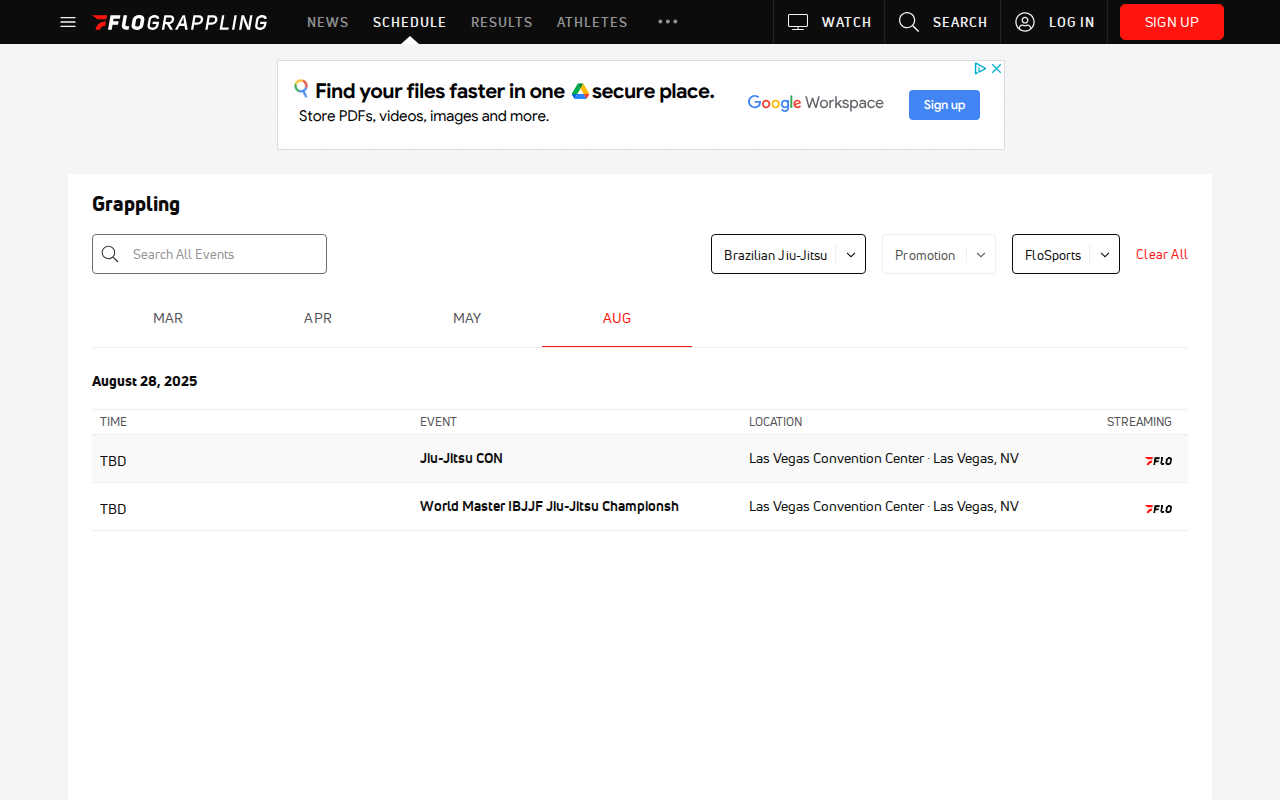 FLOGRAPPLING NEWS SCHEDULE RESULTS ATHLETES WATCH SEARCH LOG IN SIGN UP
Find your files faster in one secure place.
Store PDFs, videos, images and more.
Google Workspace
Sign up
Grappling
Search All Events
Brazilian Jiu-Jitsu
Promotion
FloSports
Clear All
MAR APR MAY AUG
August 28, 2025
TIME EVENT LOCATION STREAMING
TBD Jiu-Jitsu CON Las Vegas Convention Center · Las Vegas, NV FLO
TBD World Master IBJJF Jiu-Jitsu Championsh Las Vegas Convention Center · Las Vegas, NV FLO